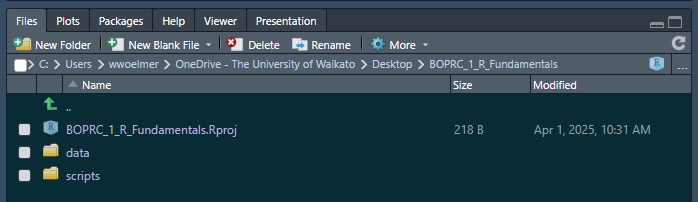 Files Plots Packages Help Viewer Presentation
New Folder New Blank File Delete Rename More
C: Users wwoelmer OneDrive - The University of Waikato Desktop BOPRC_1_R_Fundamentals R ...
Name Size Modified
..
R BOPRC_1_R_Fundamentals.Rproj 218 B Apr 1, 2025, 10:31 AM
data
scripts